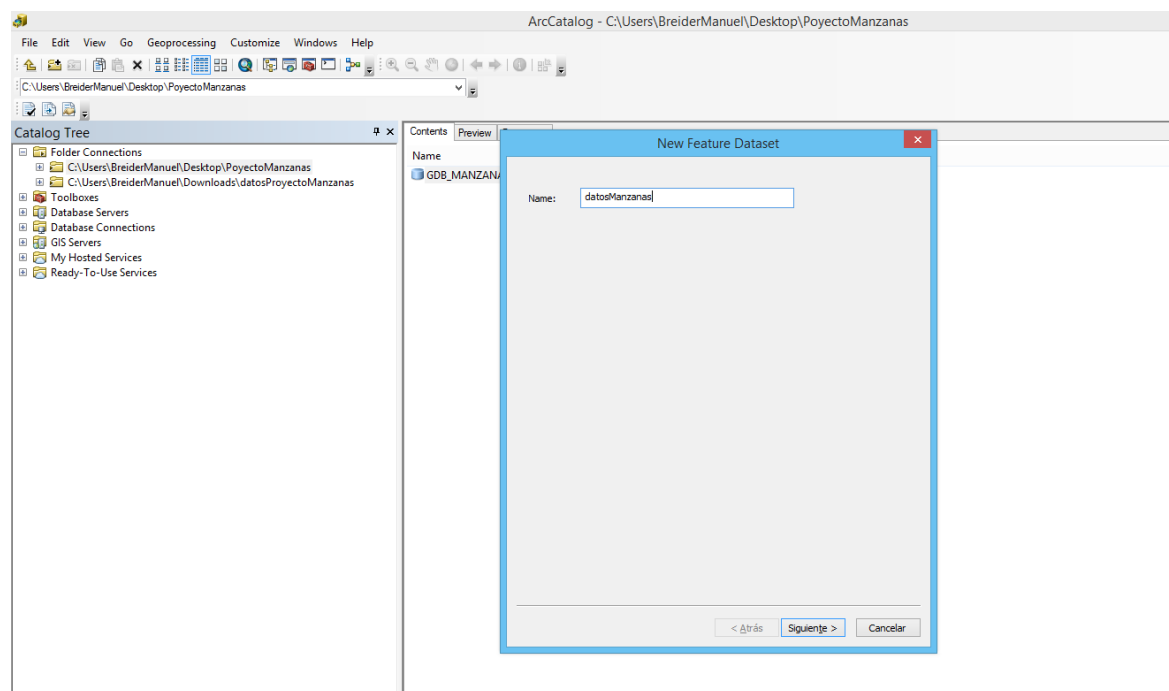 ArcCatalog - C:\Users\BreiderManuel\Desktop\PoyectoManzanas
File Edit View Go Geoprocessing Customize Windows Help
C:\Users\BreiderManuel\Desktop\PoyectoManzanas
Catalog Tree
Folder Connections
C:\Users\BreiderManuel\Desktop\PoyectoManzanas
C:\Users\BreiderManuel\Downloads\datosProyectoManzanas
Toolboxes
Database Servers
Database Connections
GIS Servers
My Hosted Services
Ready-To-Use Services
Contents Preview
Name
GDB_MANZANA
New Feature Dataset
Name: datosManzanas
< Atrás Siguiente > Cancelar